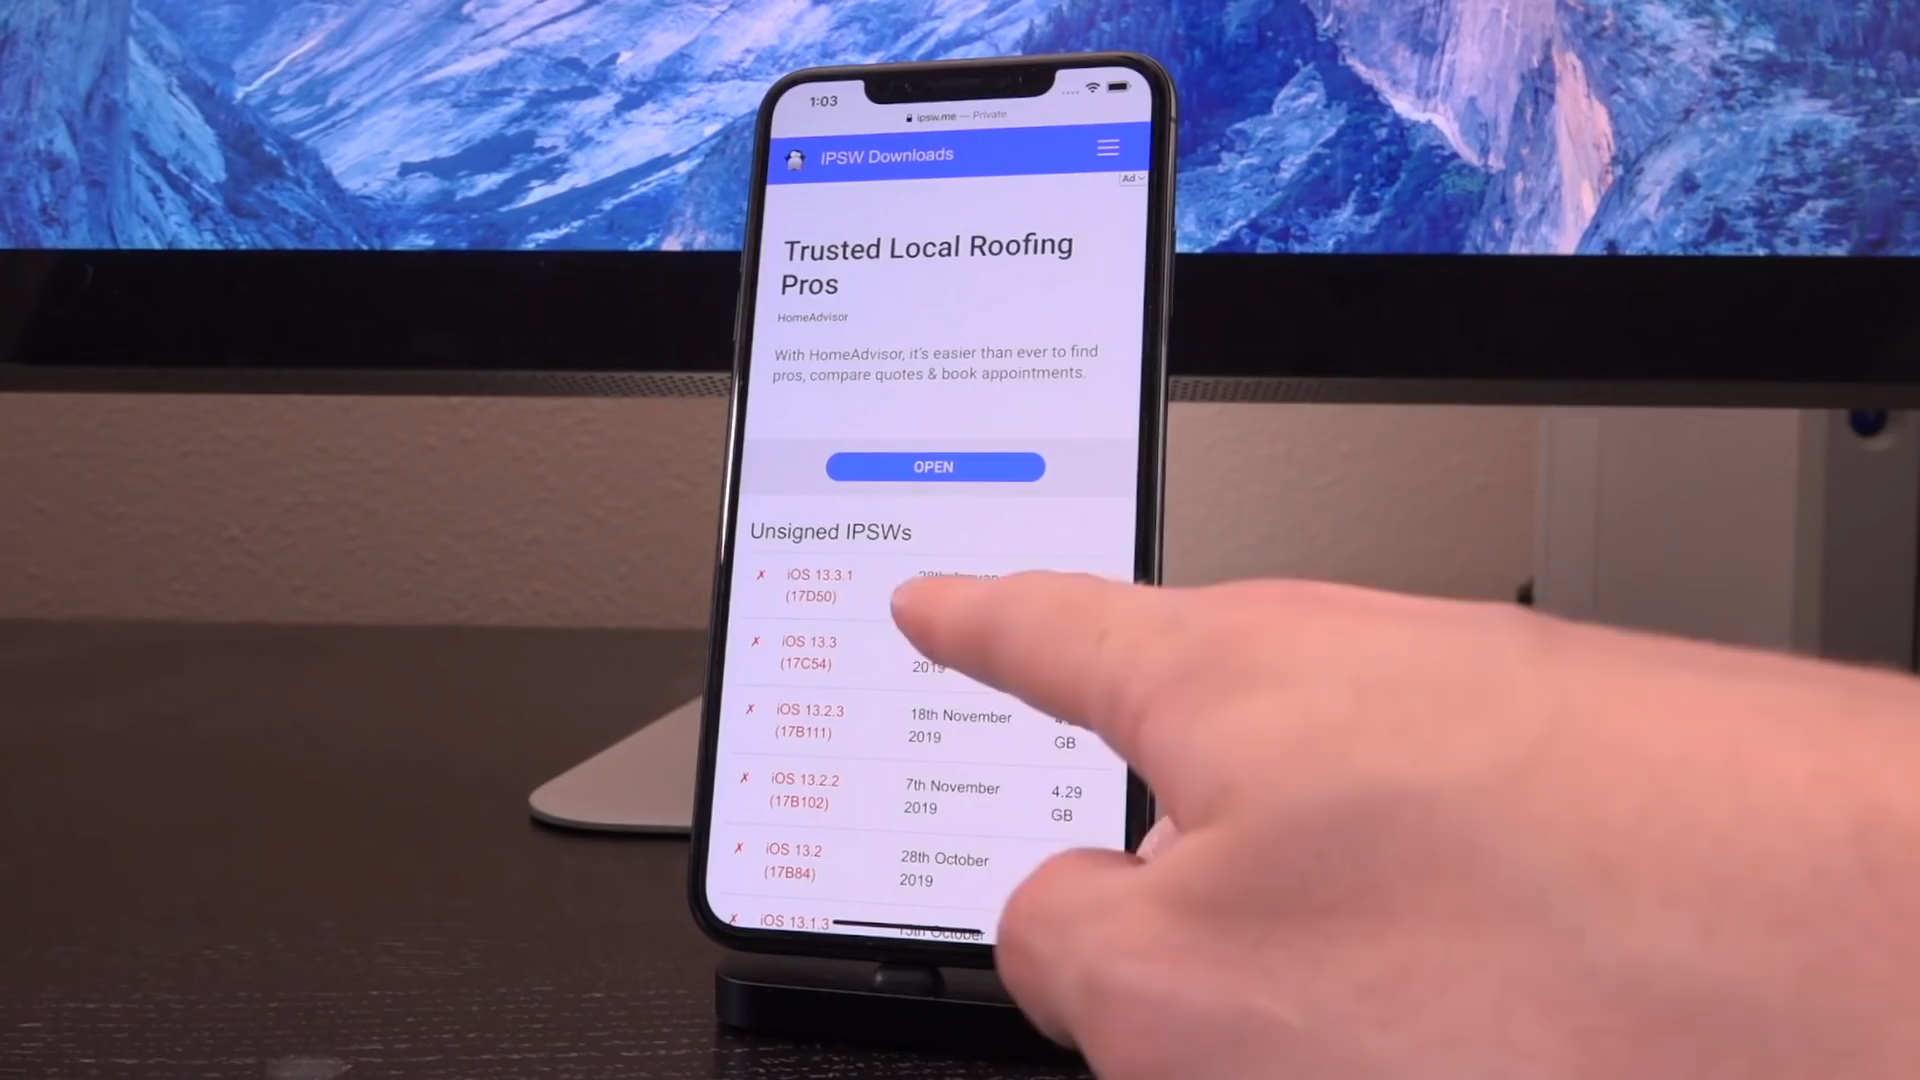 1:03
ipsw.me — Private
IPSW Downloads
Ad
Trusted Local Roofing
Pros
HomeAdvisor
With HomeAdvisor, it's easier than ever to find
pros, compare quotes & book appointments.
OPEN
Unsigned IPSWs
✗ iOS 13.3.1
(17D50)
✗ iOS 13.3
(17C54) 2019
✗ iOS 13.2.3 18th November
(17B111) 2019 GB
✗ iOS 13.2.2 7th November 4.29
(17B102) 2019 GB
✗ iOS 13.2 28th October
(17B84) 2019
✗ iOS 13.1.3 15th October